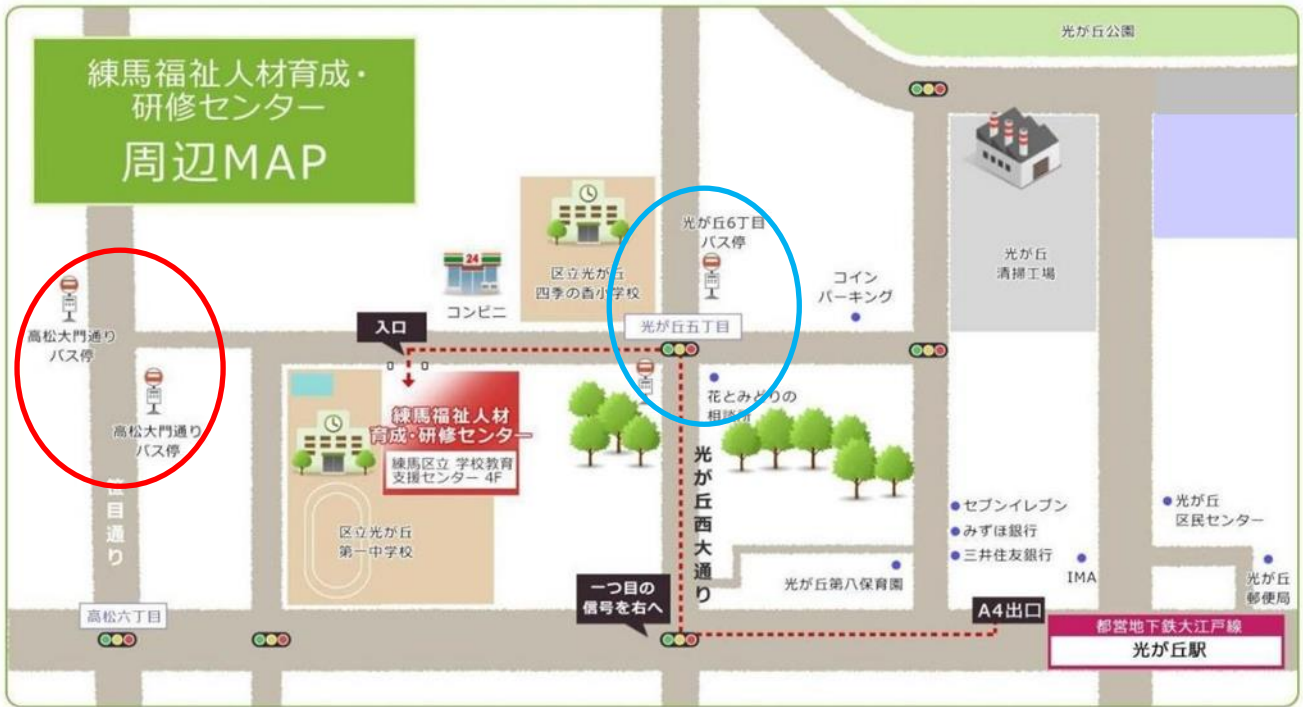 練馬福祉人材育成・
研修センター
周辺MAP
光が丘公園
光が丘6丁目
バス停
光が丘
清掃工場
コイン
パーキング
区立光が丘
四季の香小学校
24
コンビニ
入口
光が丘五丁目
高松大門通り
バス停
高松大門通り
バス停
花とみどりの
相談所
練馬福祉人材
育成・研修センター
練馬区立 学校教育
支援センター 4F
区立光が丘
第一中学校
笹目通り
光が丘西大通り
セブンイレブン
みずほ銀行
三井住友銀行
IMA
光が丘
区民センター
光が丘
郵便局
光が丘第八保育園
一つ目の
信号を右へ
A4出口
高松六丁目
都営地下鉄大江戸線
光が丘駅